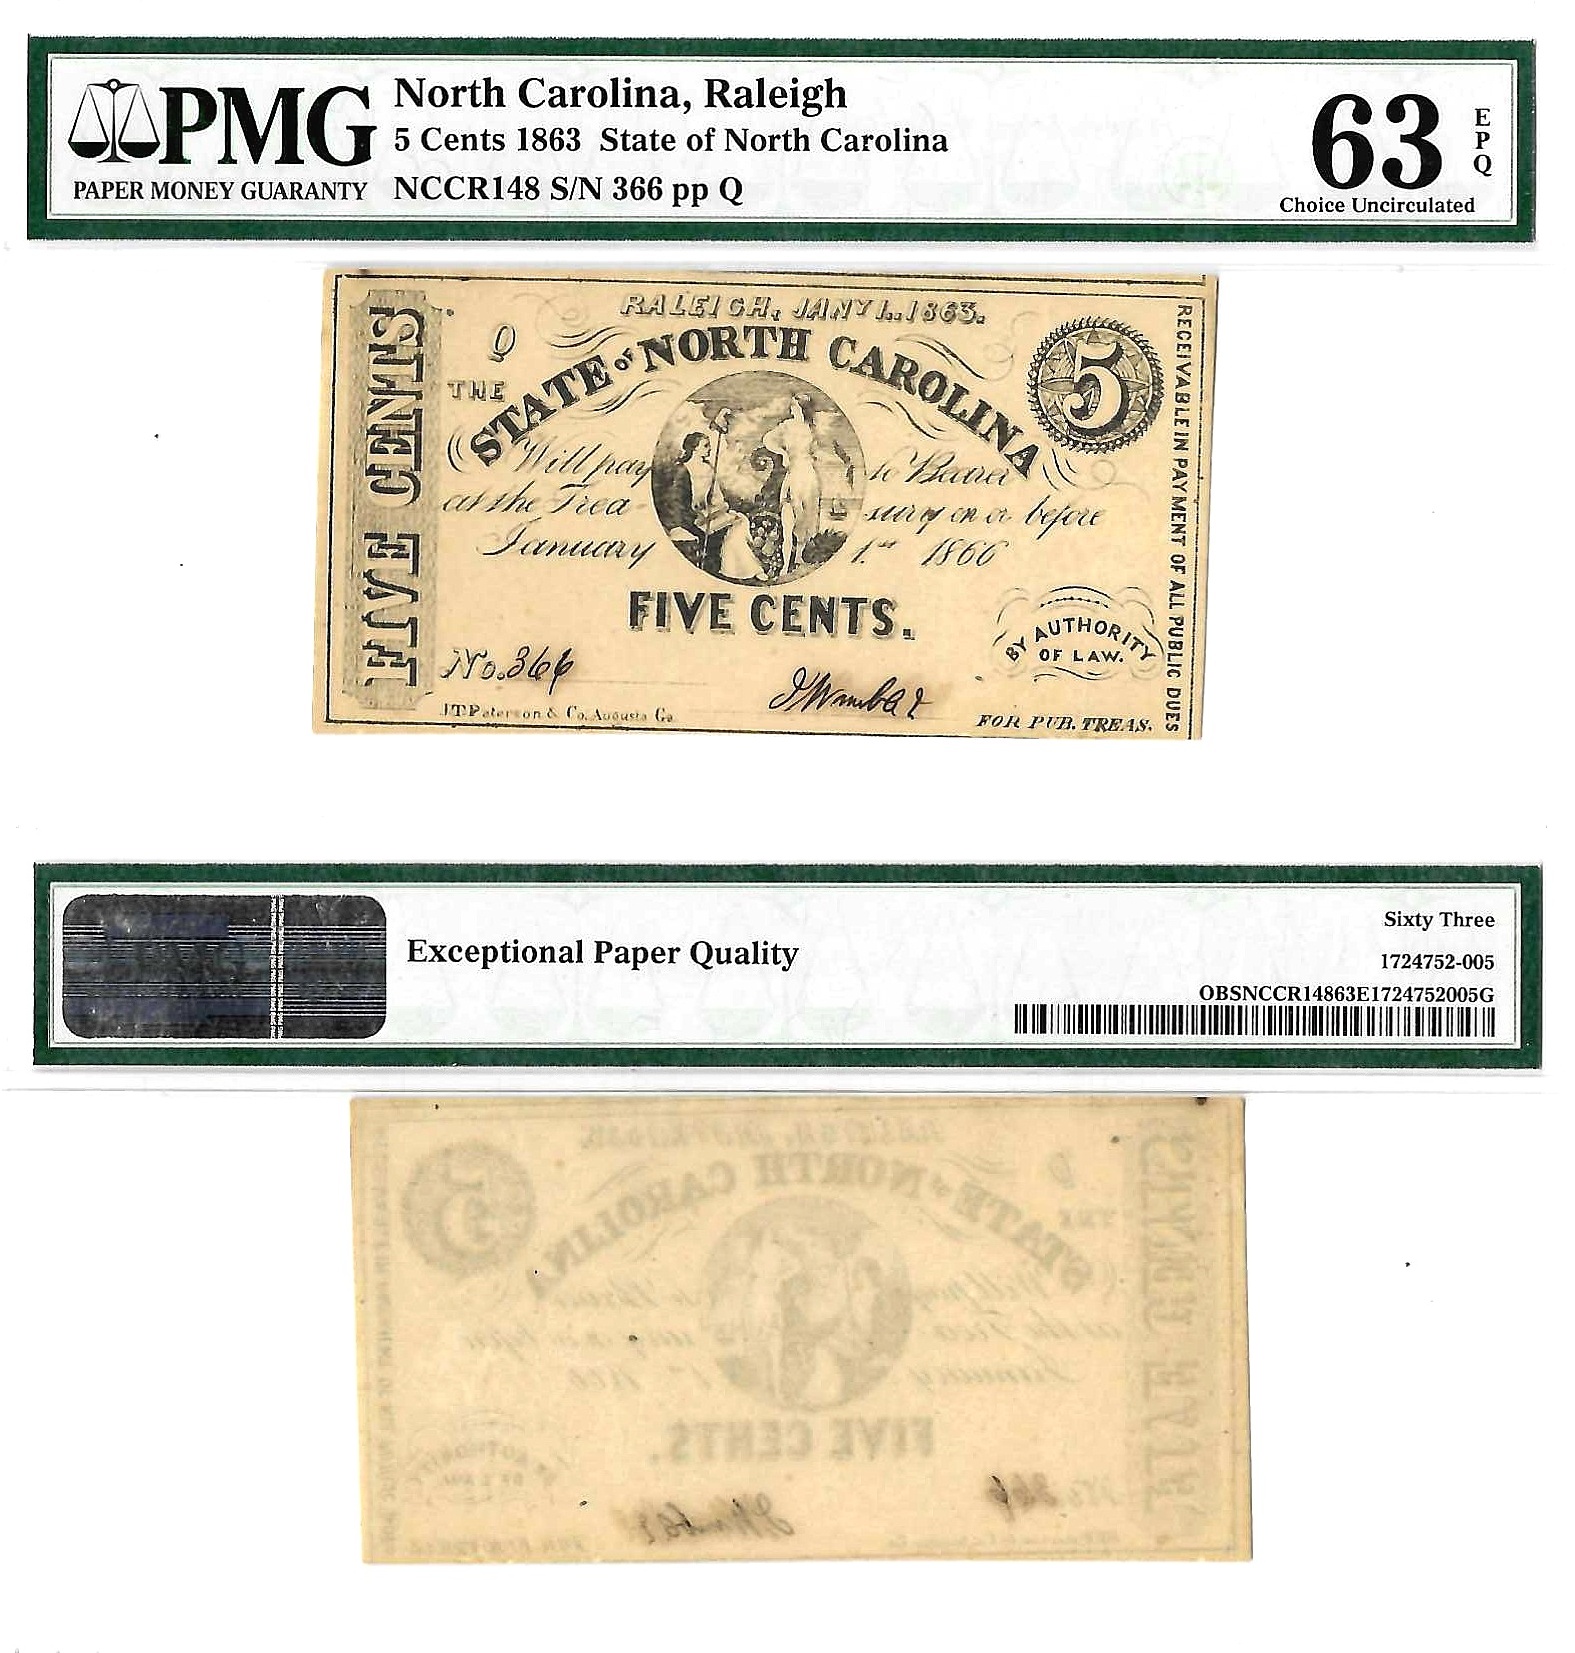 PMG
PAPER MONEY GUARANTY
North Carolina, Raleigh
5 Cents 1863 State of North Carolina
NCCR148 S/N 366 pp Q
63
EPQ
Choice Uncirculated
RALEIGH, JANY 1.. 1863.
Q
THE
STATE of NORTH CAROLINA
5
FIVE CENTS
Will pay to Bearer
at the Treasury on or before
January 1st 1866
FIVE CENTS.
BY AUTHORITY
OF LAW.
No. 366
J.T. Paterson & Co. Augusta Ga.
FOR PUB. TREAS.
RECEIVABLE IN PAYMENT OF ALL PUBLIC DUES
Exceptional Paper Quality
Sixty Three
1724752-005
OBSNCCR14863E1724752005G